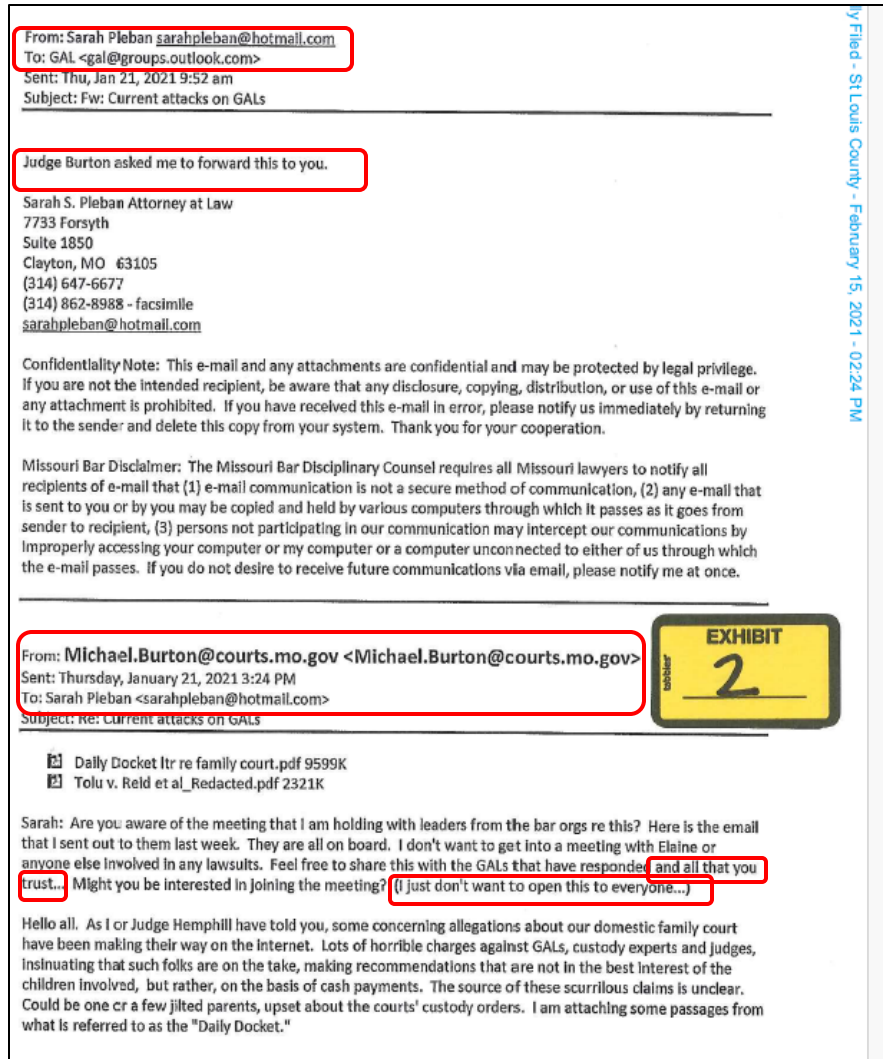 From: Sarah Pleban sarahpleban@hotmail.com
To: GAL <gal@groups.outlook.com>
Sent: Thu, Jan 21, 2021 9:52 am
Subject: Fw: Current attacks on GALs
Judge Burton asked me to forward this to you.
Sarah S. Pleban Attorney at Law
7733 Forsyth
Suite 1850
Clayton, MO 63105
(314) 647-6677
(314) 862-8988 - facsimile
sarahpleban@hotmail.com
Confidentiality Note: This e-mail and any attachments are confidential and may be protected by legal privilege.
If you are not the intended recipient, be aware that any disclosure, copying, distribution, or use of this e-mail or
any attachment is prohibited. If you have received this e-mail in error, please notify us immediately by returning
it to the sender and delete this copy from your system. Thank you for your cooperation.
Missouri Bar Disclaimer: The Missouri Bar Disciplinary Counsel requires all Missouri lawyers to notify all
recipients of e-mail that (1) e-mail communication is not a secure method of communication, (2) any e-mail that
is sent to you or by you may be copied and held by various computers through which it passes as it goes from
sender to recipient, (3) persons not participating in our communication may intercept our communications by
improperly accessing your computer or my computer or a computer unconnected to either of us through which
the e-mail passes. If you do not desire to receive future communications via email, please notify me at once.
From: Michael.Burton@courts.mo.gov <Michael.Burton@courts.mo.gov>
Sent: Thursday, January 21, 2021 3:24 PM
To: Sarah Pleban <sarahpleban@hotmail.com>
Subject: Re: Current attacks on GALs
EXHIBIT
2
tabbies
Daily Docket ltr re family court.pdf 9599K
Tolu v. Reid et al_Redacted.pdf 2321K
Sarah: Are you aware of the meeting that I am holding with leaders from the bar orgs re this? Here is the email
that I sent out to them last week. They are all on board. I don't want to get into a meeting with Elaine or
anyone else involved in any lawsuits. Feel free to share this with the GALs that have responded and all that you
trust... Might you be interested in joining the meeting? (I just don't want to open this to everyone...)
Hello all. As I or Judge Hemphill have told you, some concerning allegations about our domestic family court
have been making their way on the internet. Lots of horrible charges against GALs, custody experts and judges,
insinuating that such folks are on the take, making recommendations that are not in the best interest of the
children involved, but rather, on the basis of cash payments. The source of these scurrilous claims is unclear.
Could be one or a few jilted parents, upset about the courts' custody orders. I am attaching some passages from
what is referred to as the "Daily Docket."
ly Filed - St Louis County - February 15, 2021 - 02:24 PM